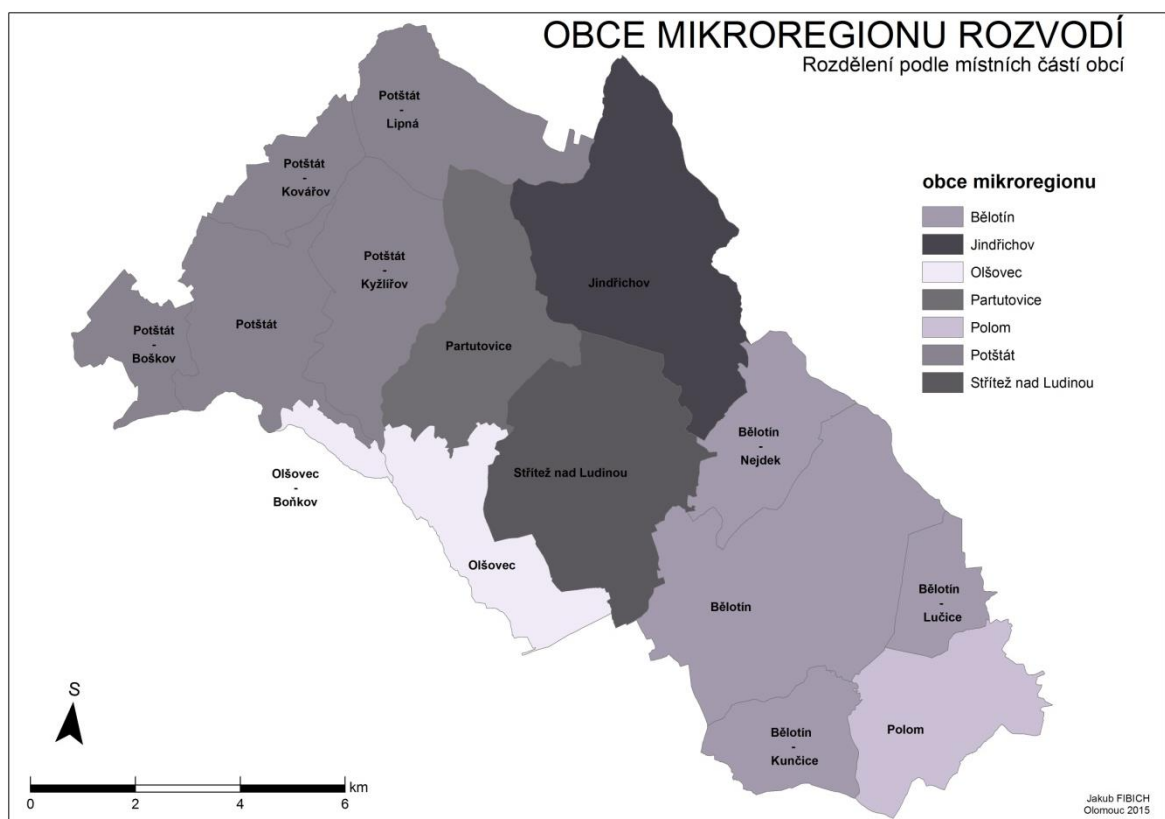 OBCE MIKROREGIONU ROZVODÍ
Rozdělení podle místních částí obcí
Potštát
-
Lipná
Potštát
-
Kovářov
Potštát
-
Kyžlířov
Potštát
-
Boškov
Potštát
Partutovice
Jindřichov
Olšovec
-
Boňkov
Olšovec
Střítež nad Ludinou
Bělotín
-
Nejdek
Bělotín
Bělotín
-
Lučice
Bělotín
-
Kunčice
Polom
obce mikroregionu
Bělotín
Jindřichov
Olšovec
Partutovice
Polom
Potštát
Střítež nad Ludinou
S
km
0 2 4 6
Jakub FIBICH
Olomouc 2015